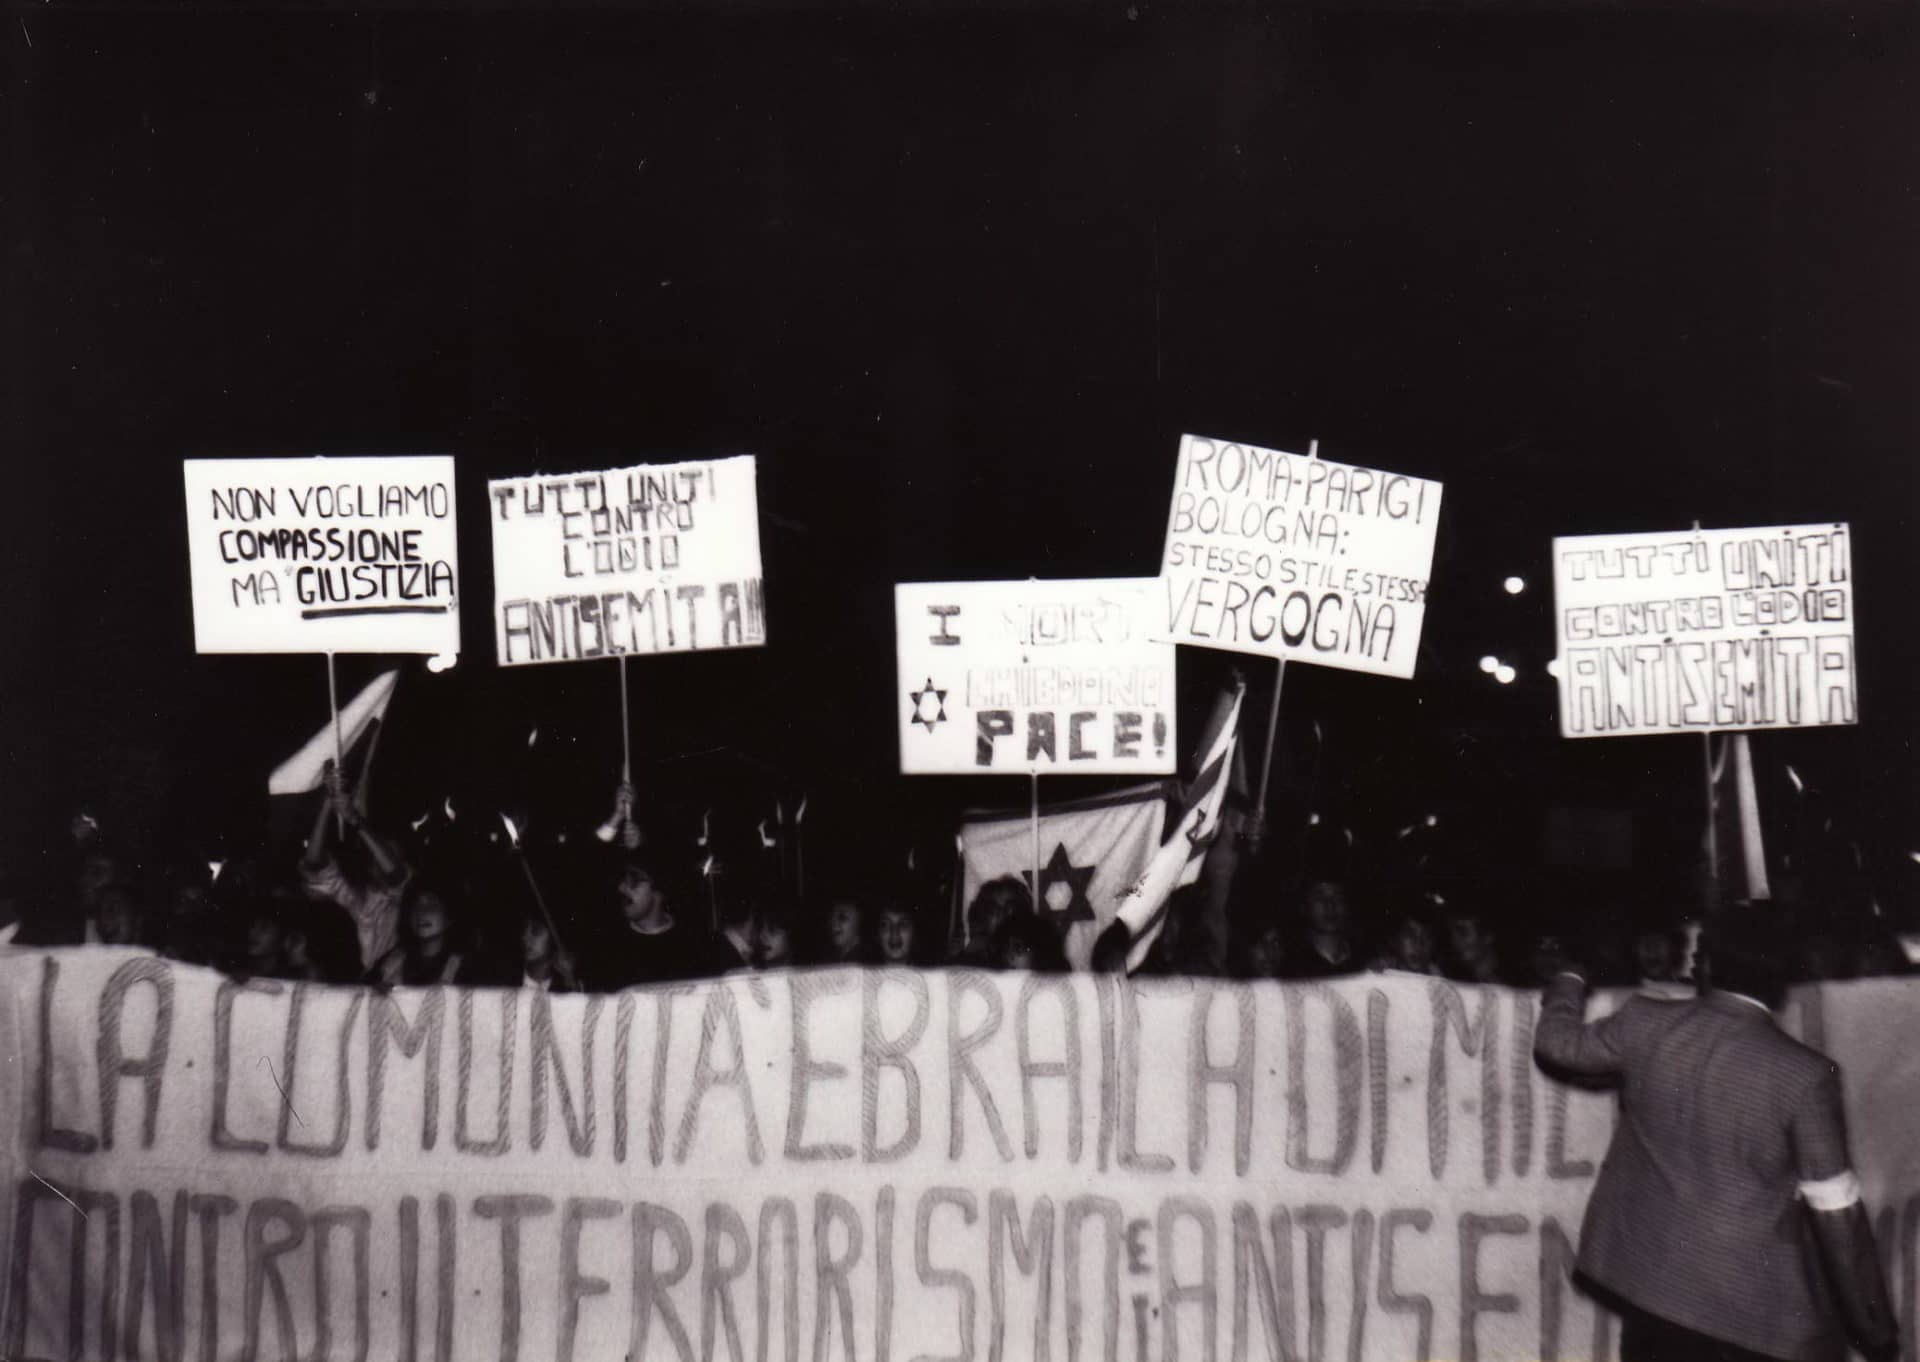 NON VOGLIAMO
COMPASSIONE
MA "GIUSTIZIA"
TUTTI UNITI
CONTRO
L'ODIO
ANTISEMITA!!!
I MORTI
CHIEDONO
PACE!
ROMA-PARIGI
BOLOGNA:
STESSO STILE, STESSA
VERGOGNA
TUTTI UNITI
CONTRO L'ODIO
ANTISEMITA
LA·COMUNITA'·EBRAICA·DI·MIL
CONTRO·IL TERRORISMO E L'ANTISEM